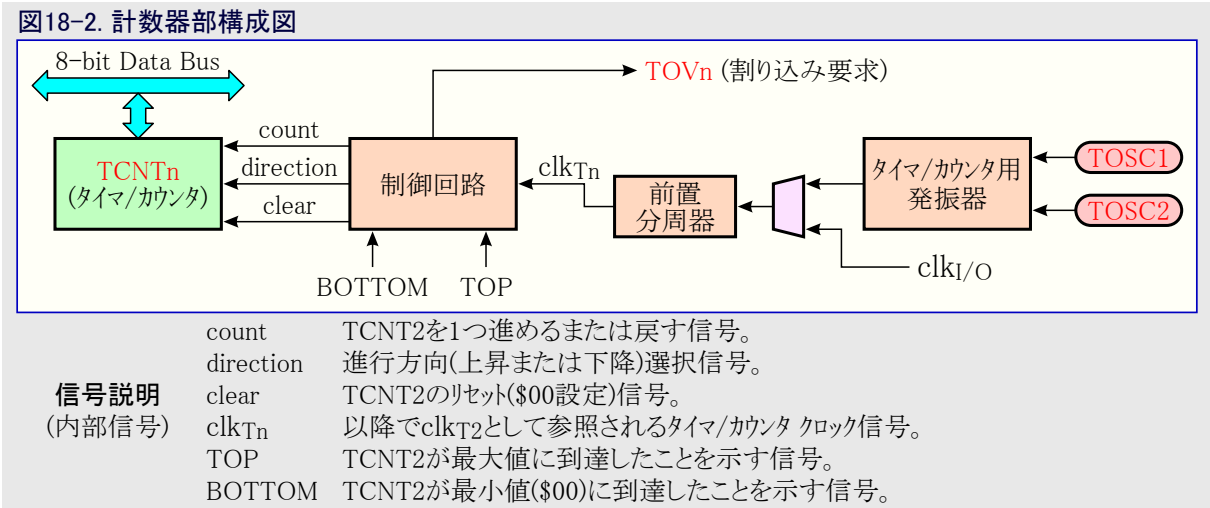 図18-2. 計数器部構成図
8-bit Data Bus
TOVn (割り込み要求)
count
direction
clear
TCNTn
(タイマ/カウンタ)
制御回路
clkTn
前置
分周器
タイマ/カウンタ用
発振器
TOSC1
TOSC2
clkI/O
BOTTOM
TOP
信号説明
(内部信号)
count TCNT2を1つ進めるまたは戻す信号。
direction 進行方向(上昇または下降)選択信号。
clear TCNT2のリセット($00設定)信号。
clkTn 以降でclkT2として参照されるタイマ/カウンタ クロック信号。
TOP TCNT2が最大値に到達したことを示す信号。
BOTTOM TCNT2が最小値($00)に到達したことを示す信号。